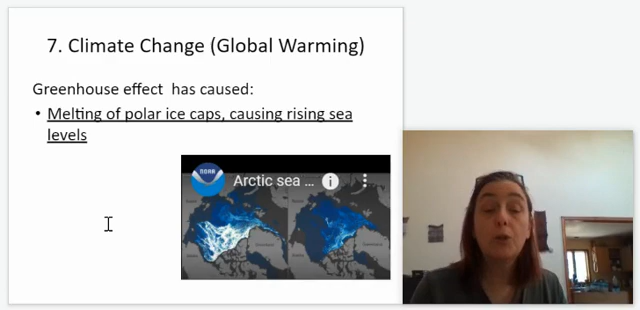 7. Climate Change (Global Warming)
Greenhouse effect has caused:
• Melting of polar ice caps, causing rising sea
levels
NOAA
Arctic sea ...